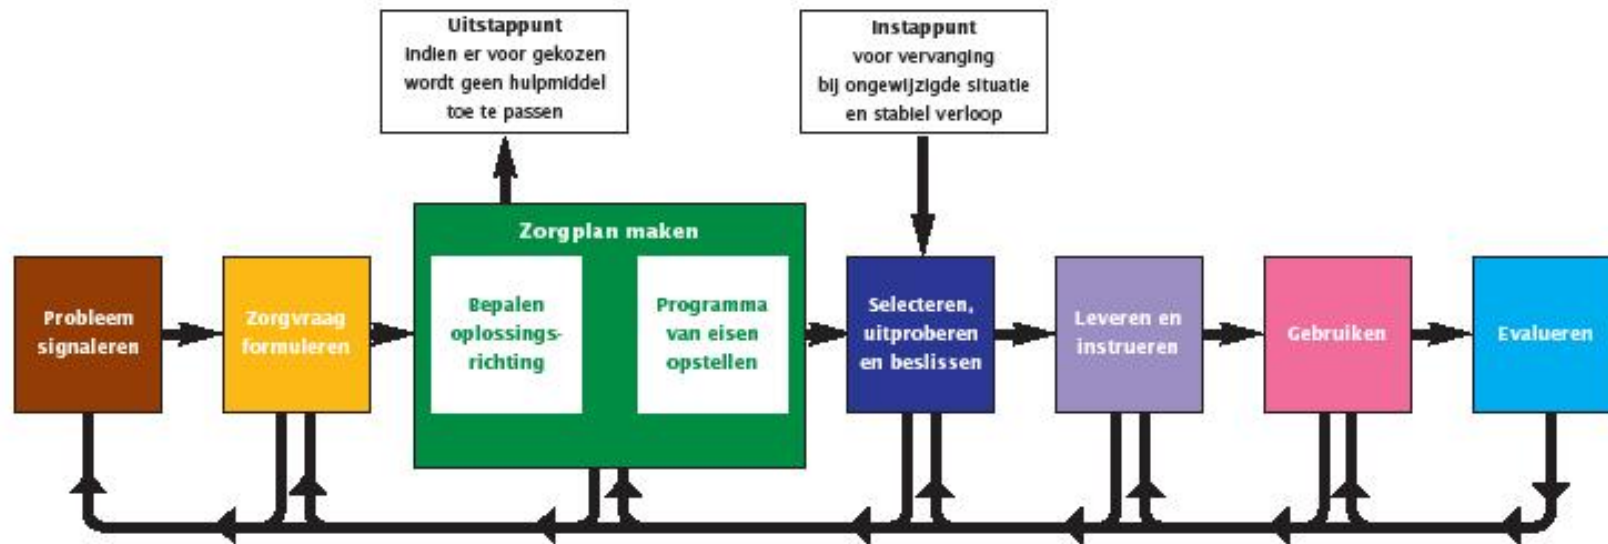 Uitstappunt
indien er voor gekozen
wordt geen hulpmiddel
toe te passen
Instappunt
voor vervanging
bij ongewijzigde situatie
en stabiel verloop
Probleem
signaleren
Zorgvraag
formuleren
Zorgplan maken
Bepalen
oplossings-
richting
Programma
van eisen
opstellen
Selecteren,
uitproberen
en beslissen
Leveren en
instrueren
Gebruiken
Evalueren